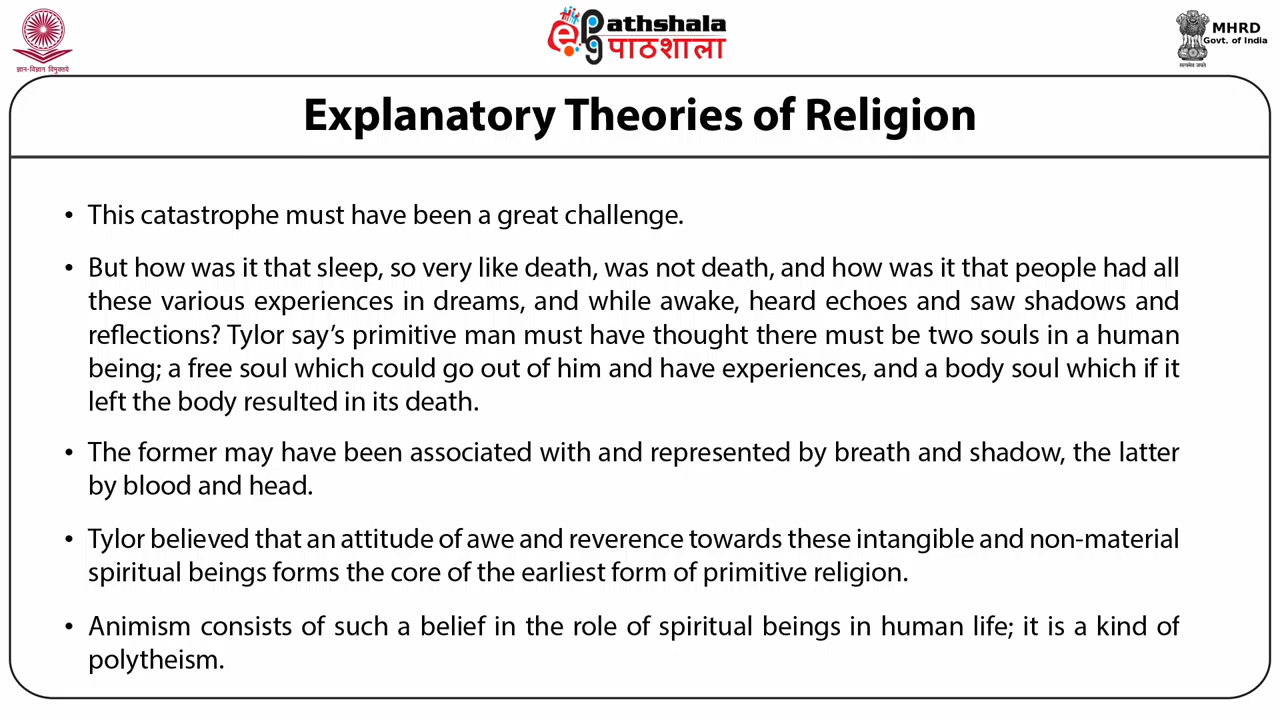 ज्ञान-विज्ञान विमुक्तये
epg
athshala
पाठशाला
MHRD
Govt. of India
सत्यमेव जयते
Explanatory Theories of Religion
• This catastrophe must have been a great challenge.
• But how was it that sleep, so very like death, was not death, and how was it that people had all
these various experiences in dreams, and while awake, heard echoes and saw shadows and
reflections? Tylor say's primitive man must have thought there must be two souls in a human
being; a free soul which could go out of him and have experiences, and a body soul which if it
left the body resulted in its death.
• The former may have been associated with and represented by breath and shadow, the latter
by blood and head.
• Tylor believed that an attitude of awe and reverence towards these intangible and non-material
spiritual beings forms the core of the earliest form of primitive religion.
• Animism consists of such a belief in the role of spiritual beings in human life; it is a kind of
polytheism.